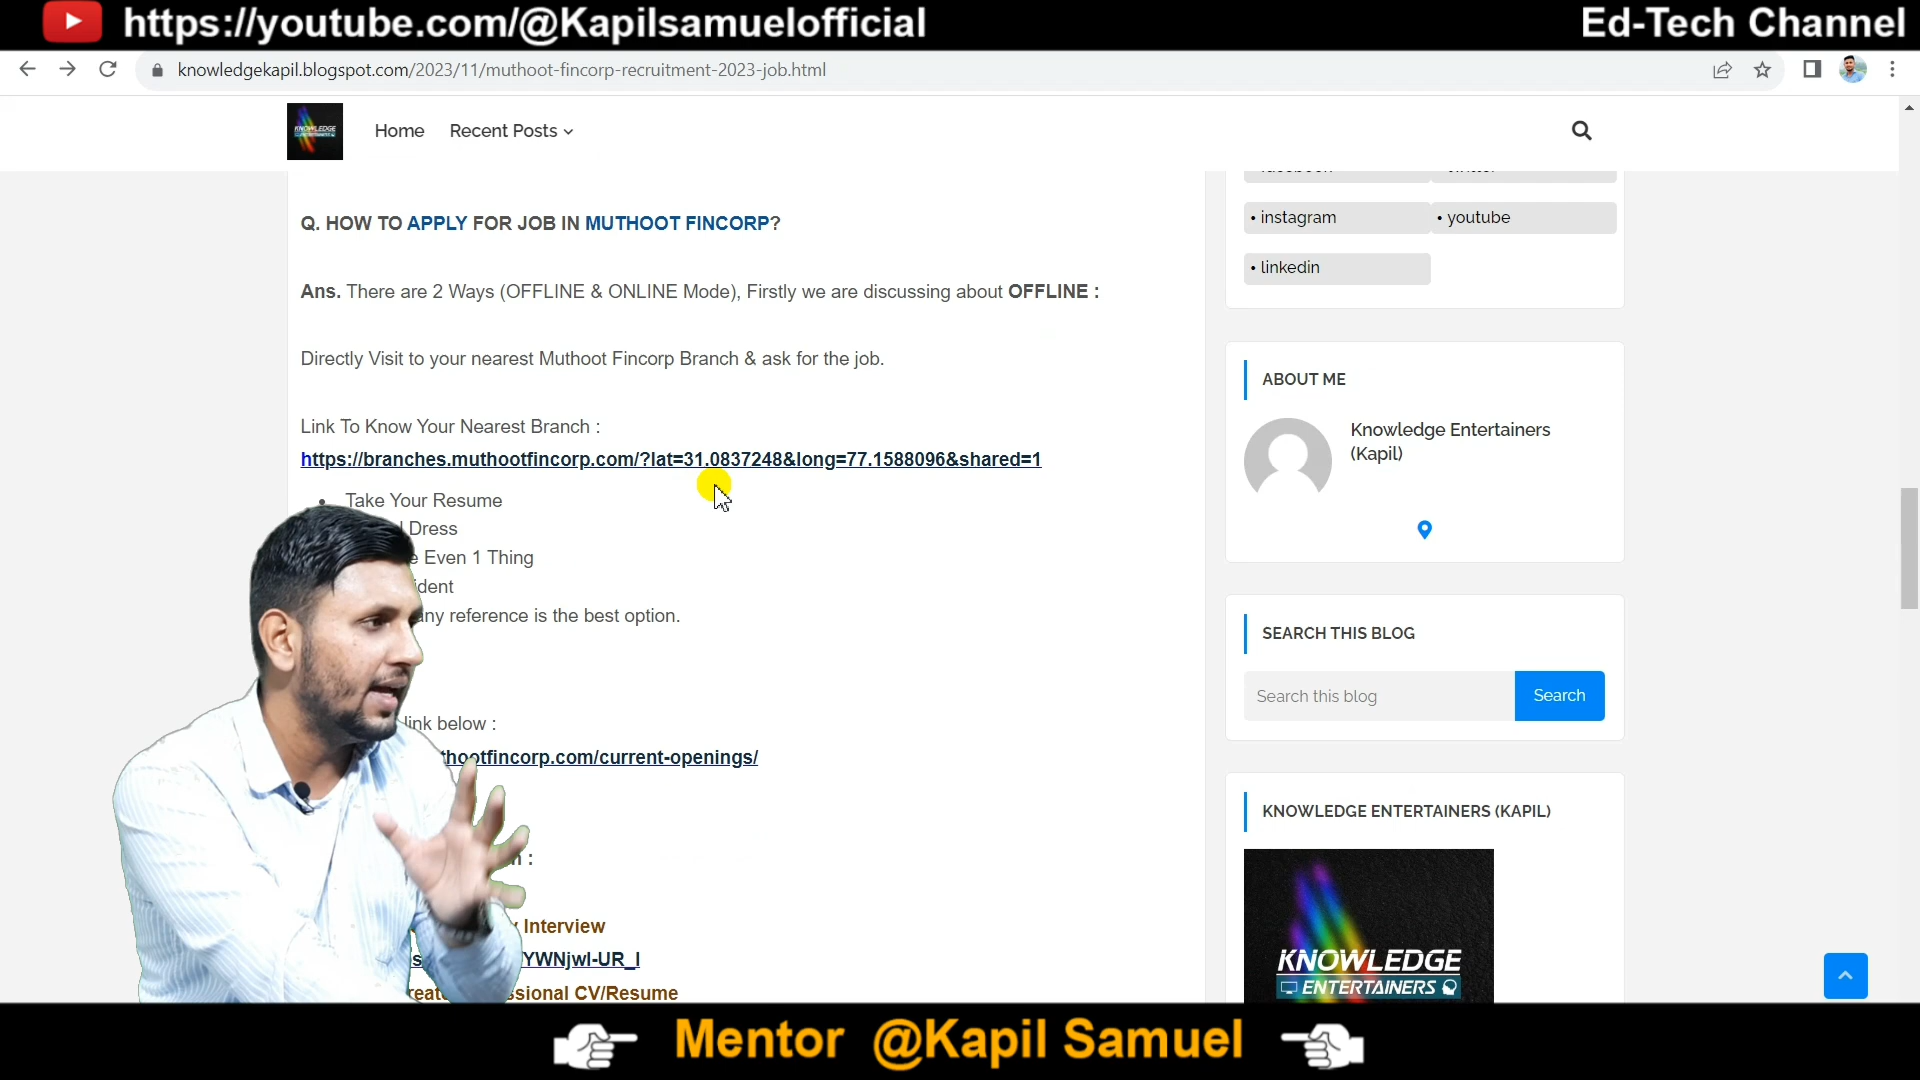 https://youtube.com/@Kapilsamuelofficial
Ed-Tech Channel
knowledgekapil.blogspot.com/2023/11/muthoot-fincorp-recruitment-2023-job.html
KNOWLEDGE
ENTERTAINERS
Home
Recent Posts
Q. HOW TO APPLY FOR JOB IN MUTHOOT FINCORP?
Ans. There are 2 Ways (OFFLINE & ONLINE Mode), Firstly we are discussing about OFFLINE :
Directly Visit to your nearest Muthoot Fincorp Branch & ask for the job.
Link To Know Your Nearest Branch :
https://branches.muthootfincorp.com/?lat=31.0837248&long=77.1588096&shared=1
• Take Your Resume
Dress
Even 1 Thing
ident
any reference is the best option.
link below :
thootfincorp.com/current-openings/
:
Interview
YWNjwI-UR_I
ssional CV/Resume
• instagram
• youtube
• linkedin
ABOUT ME
Knowledge Entertainers
(Kapil)
SEARCH THIS BLOG
Search this blog
Search
KNOWLEDGE ENTERTAINERS (KAPIL)
KNOWLEDGE
ENTERTAINERS
Mentor @Kapil Samuel